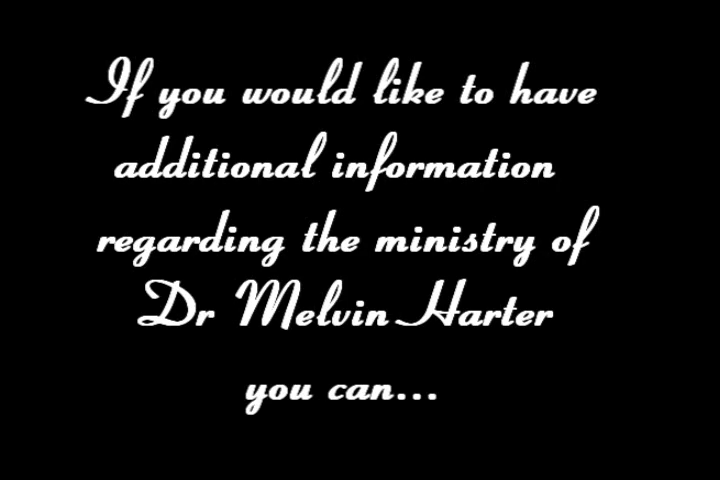 If you would like to have
additional information
regarding the ministry of
Dr Melvin Harter
you can...